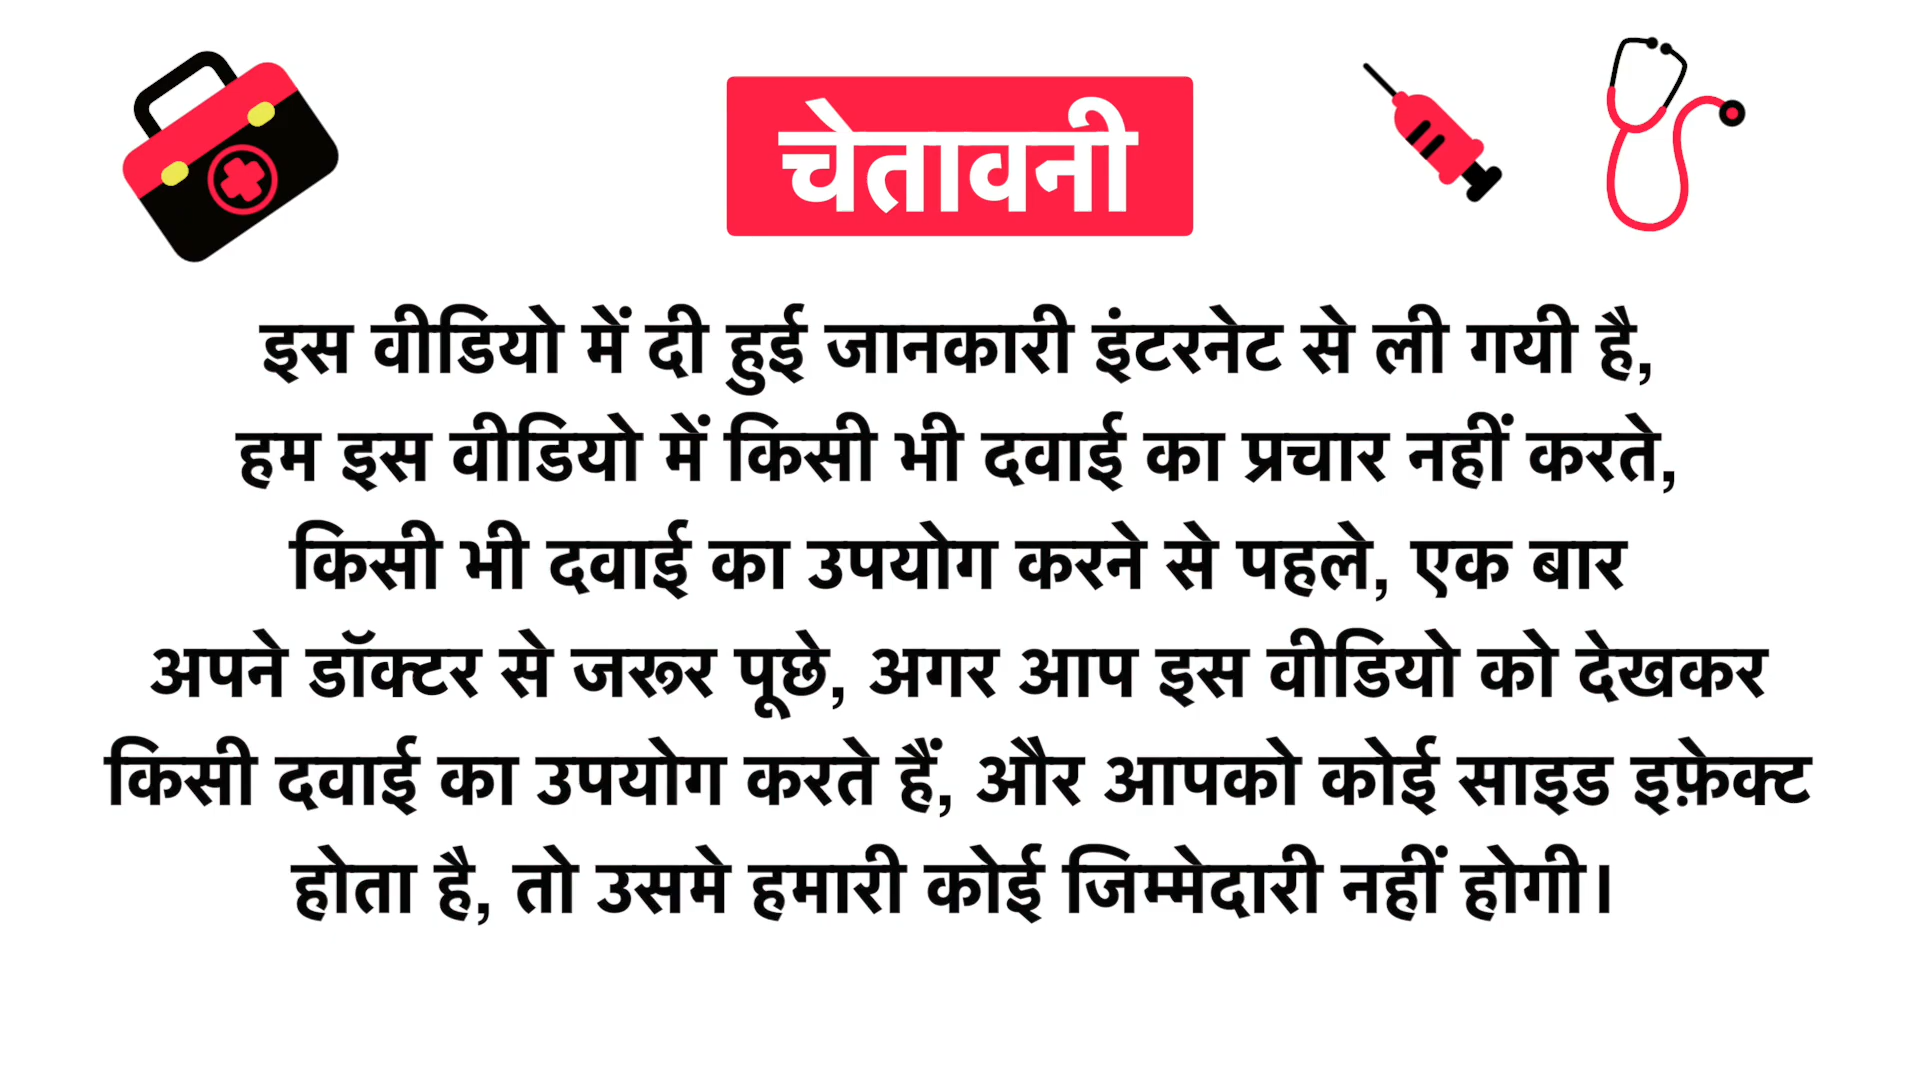 चेतावनी
इस वीडियो में दी हुई जानकारी इंटरनेट से ली गयी है,
हम इस वीडियो में किसी भी दवाई का प्रचार नहीं करते,
किसी भी दवाई का उपयोग करने से पहले, एक बार
अपने डॉक्टर से जरूर पूछे, अगर आप इस वीडियो को देखकर
किसी दवाई का उपयोग करते हैं, और आपको कोई साइड इफ़ेक्ट
होता है, तो उसमे हमारी कोई जिम्मेदारी नहीं होगी।